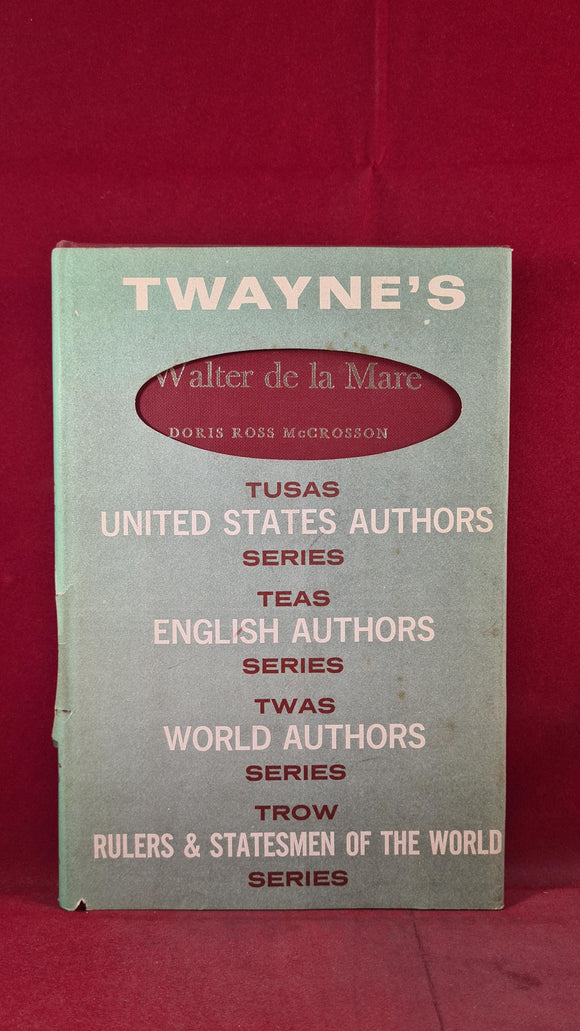 TWAYNE'S
Walter de la Mare
DORIS ROSS McCROSSON
TUSAS
UNITED STATES AUTHORS
SERIES
TEAS
ENGLISH AUTHORS
SERIES
TWAS
WORLD AUTHORS
SERIES
TROW
RULERS & STATESMEN OF THE WORLD
SERIES